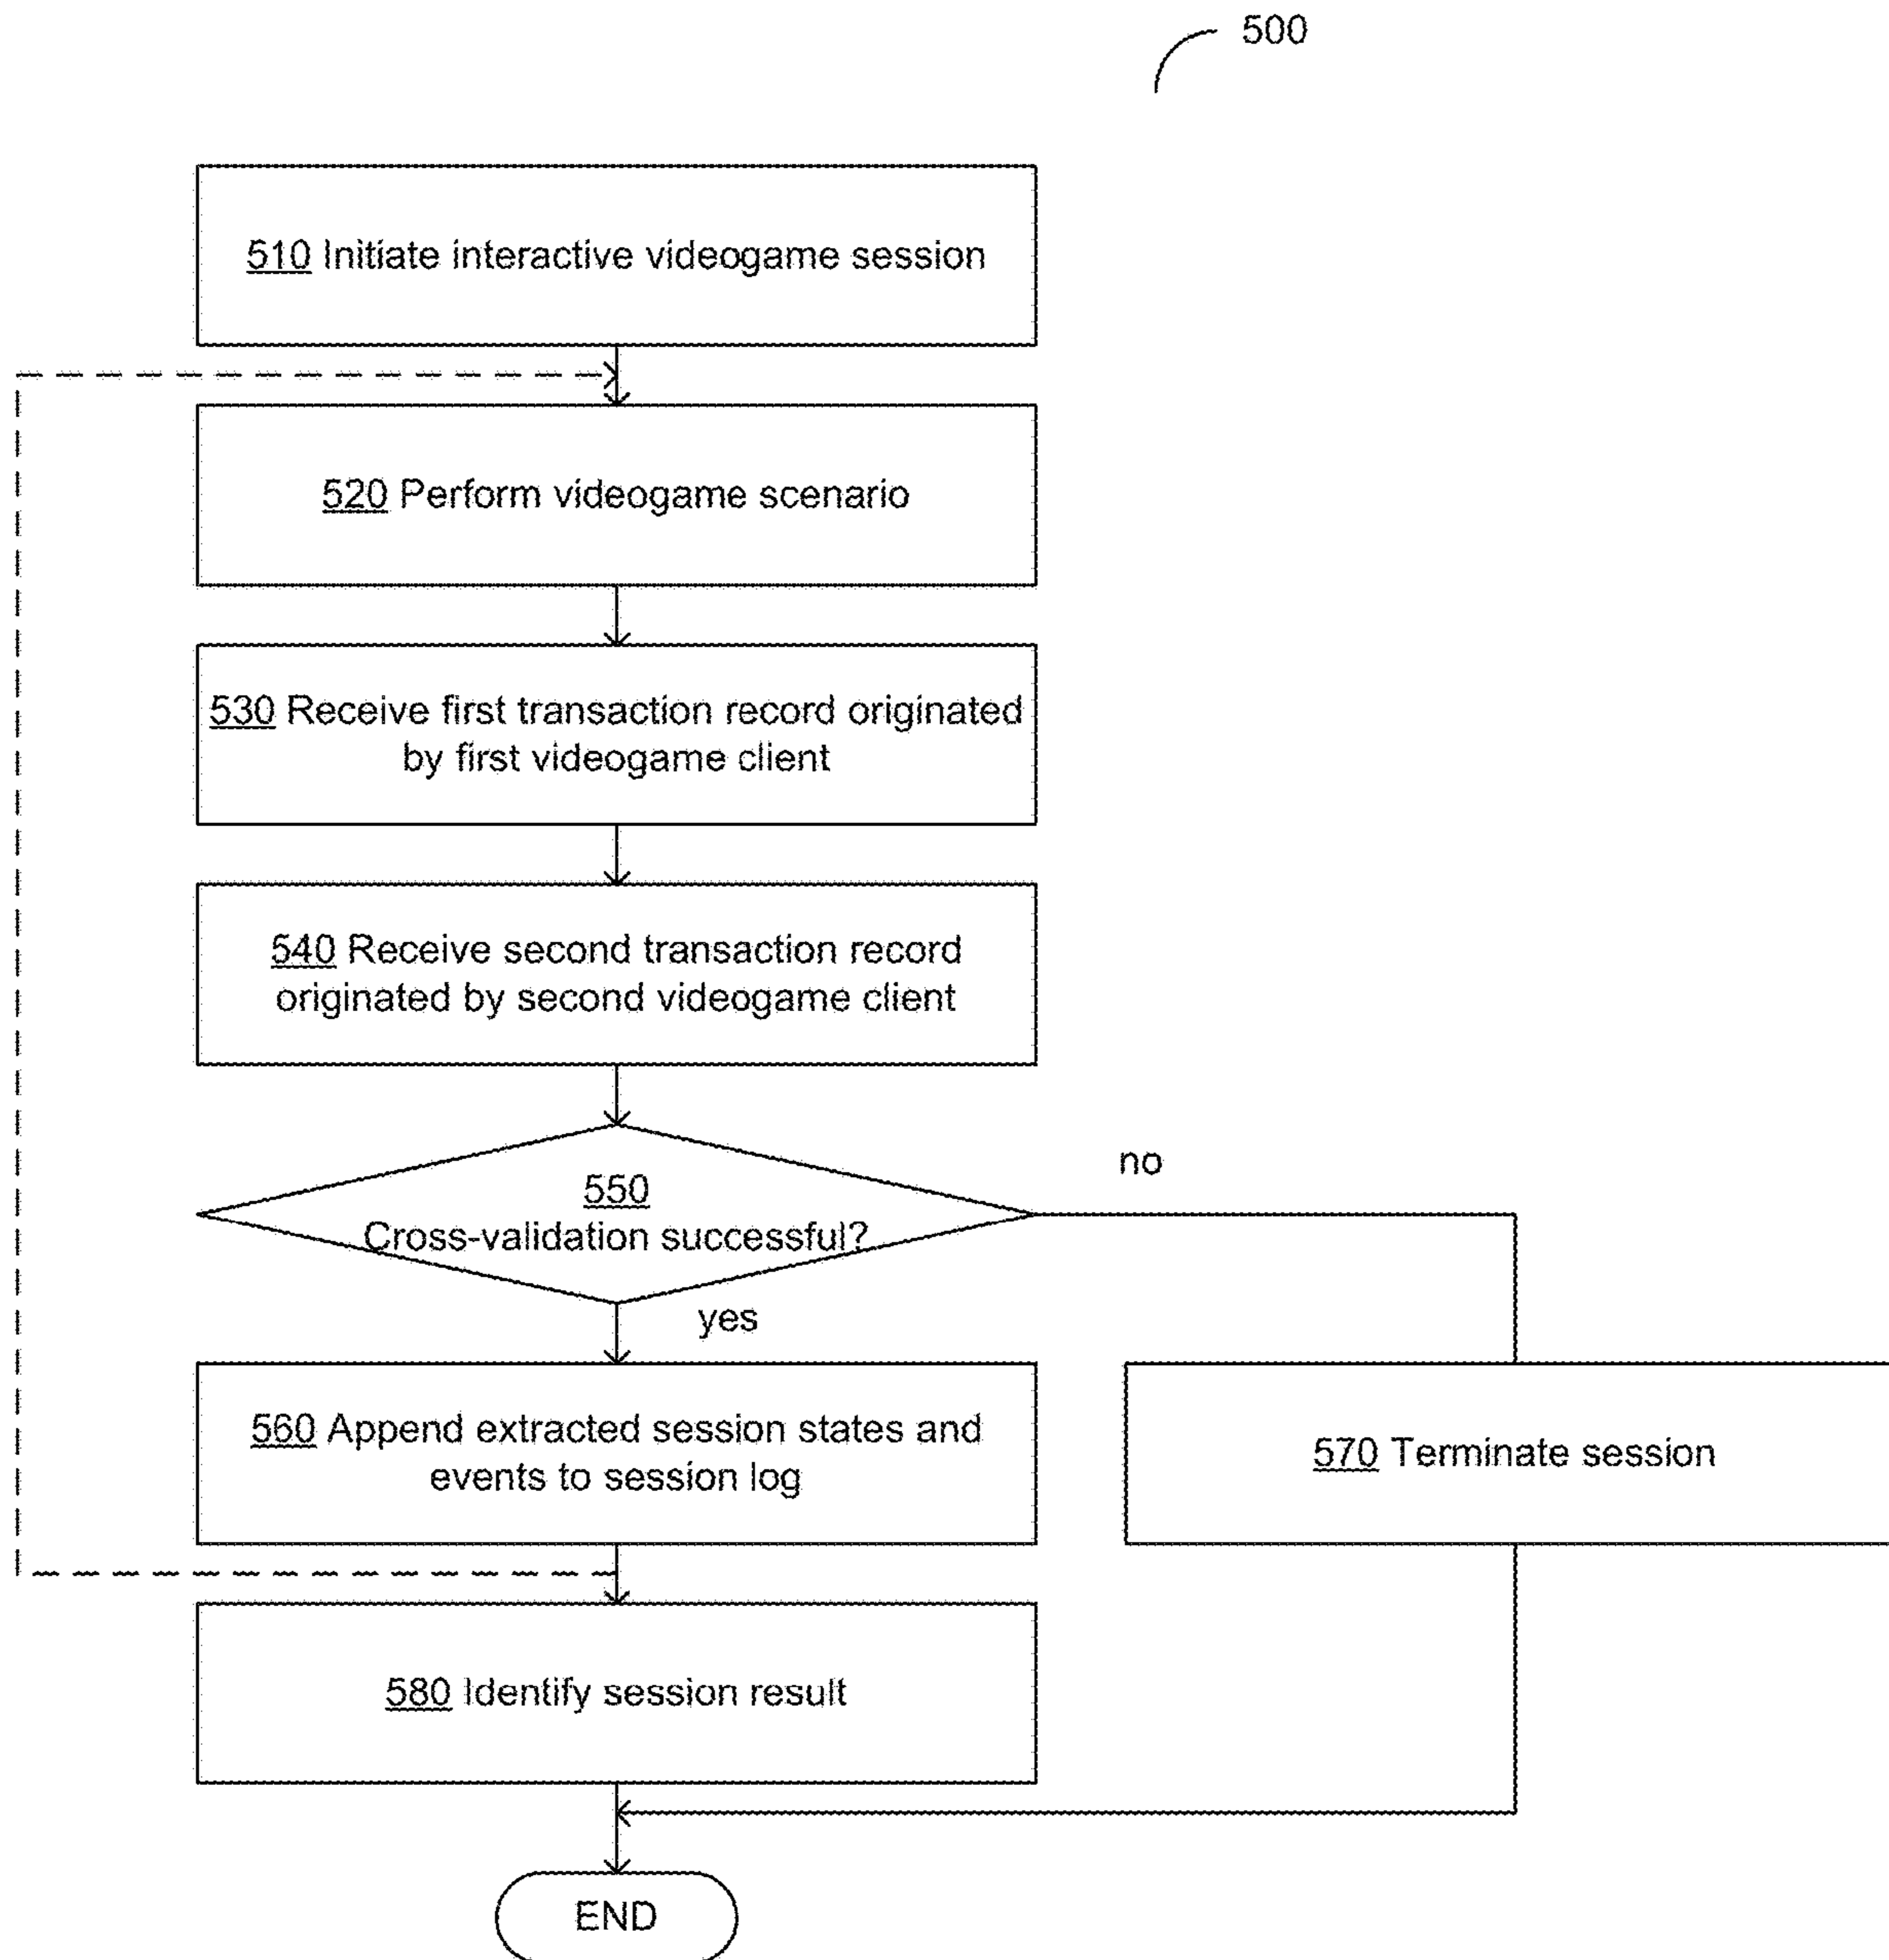 500
510 Initiate interactive videogame session
520 Perform videogame scenario
530 Receive first transaction record originated
by first videogame client
540 Receive second transaction record
originated by second videogame client
550
Cross-validation successful?
no
yes
560 Append extracted session states and
events to session log
570 Terminate session
580 Identify session result
END